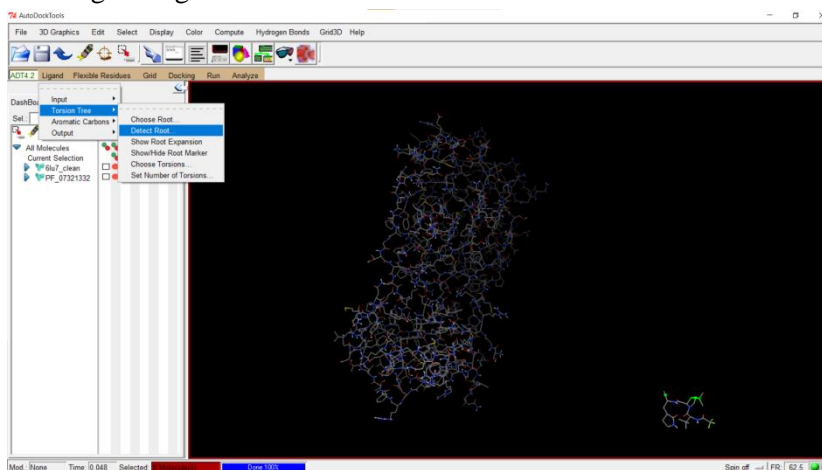 AutoDockTools
File 3D Graphics Edit Select Display Color Compute Hydrogen Bonds Grid3D Help
ADT4.2 Ligand Flexible Residues Grid Docking Run Analyze
Input
Torsion Tree
Aromatic Carbons
Output
Choose Root...
Detect Root...
Show Root Expansion
Show/Hide Root Marker
Choose Torsions...
Set Number of Torsions...
Sel.:
All Molecules
Current Selection
6lu7_clean
PF_07321332
Mod.: None Time: 0.048 Selected: Done 100% Spin off FR: 62.5